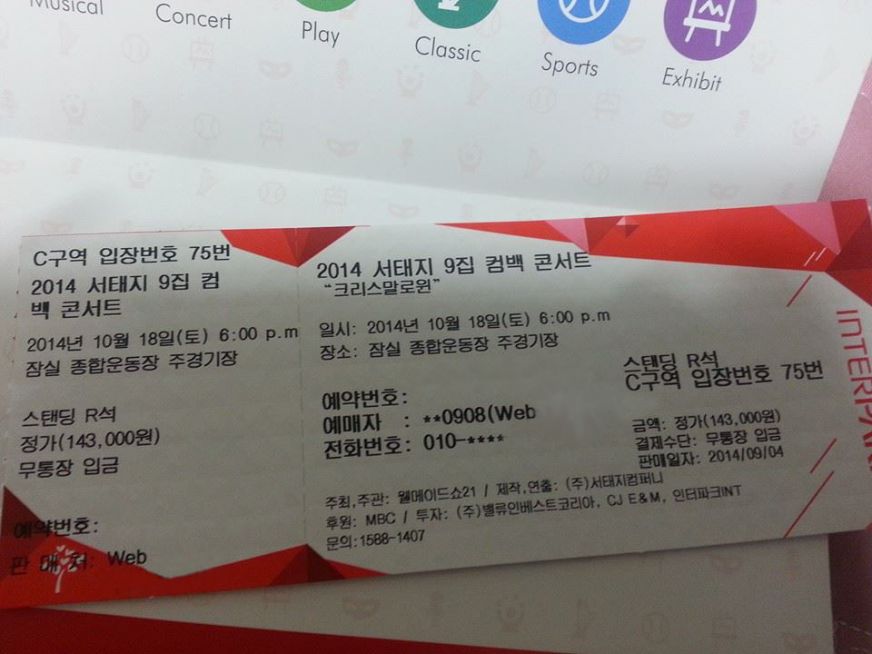 Musical
Concert
Play
Classic
Sports
Exhibit
C구역 입장번호 75번
2014 서태지 9집 컴
백 콘서트
2014년 10월 18일(토) 6:00 p.m
잠실 종합운동장 주경기장
스탠딩 R석
정가(143,000원)
무통장 입금
예약번호:
판매처: Web
2014 서태지 9집 컴백 콘서트
“크리스말로윈”
일시: 2014년 10월 18일(토) 6:00 p.m
장소: 잠실 종합운동장 주경기장
예약번호:
예매자 : **0908(Web
전화번호: 010-****
스탠딩 R석
C구역 입장번호 75번
금액: 정가(143,000원)
결제수단: 무통장 입금
판매일자: 2014/09/04
주최,주관: 웰메이드쇼21 / 제작,연출: (주)서태지컴퍼니
후원: MBC / 투자: (주)밸류인베스트코리아, CJ E&M, 인터파크INT
문의:1588-1407
INTERPARK